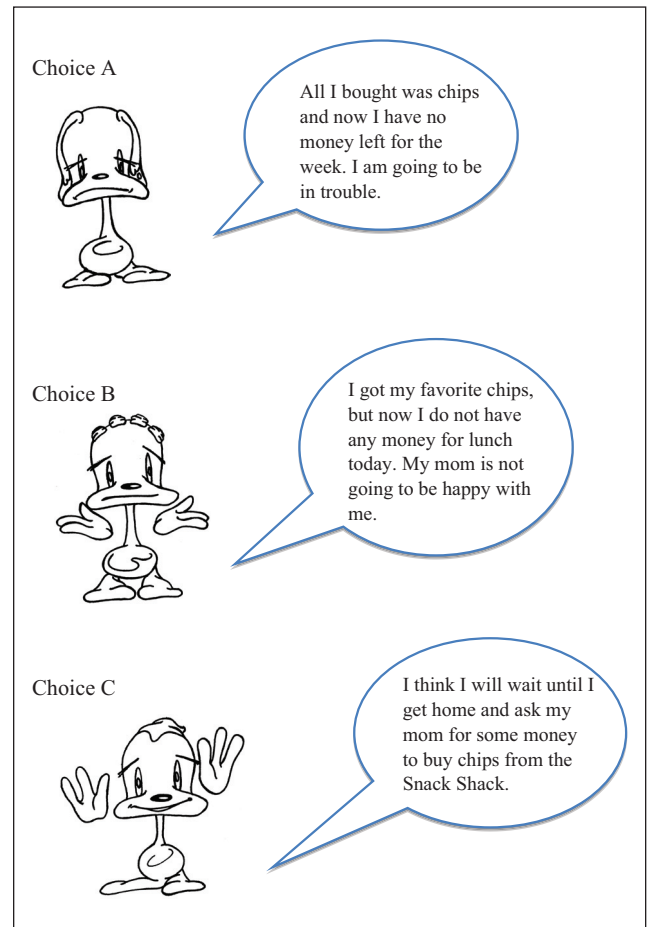 Choice A
All I bought was chips
and now I have no
money left for the
week. I am going to be
in trouble.
Choice B
I got my favorite chips,
but now I do not have
any money for lunch
today. My mom is not
going to be happy with
me.
Choice C
I think I will wait until I
get home and ask my
mom for some money
to buy chips from the
Snack Shack.